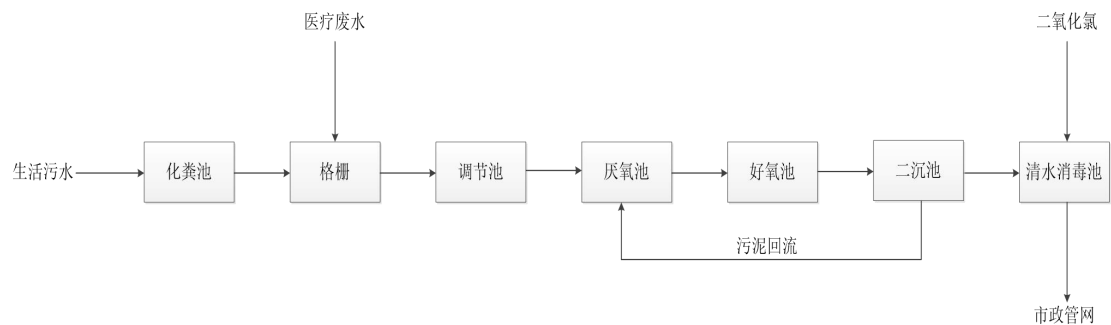 医疗废水
二氧化氯
生活污水
化粪池
格栅
调节池
厌氧池
好氧池
二沉池
清水消毒池
污泥回流
市政管网